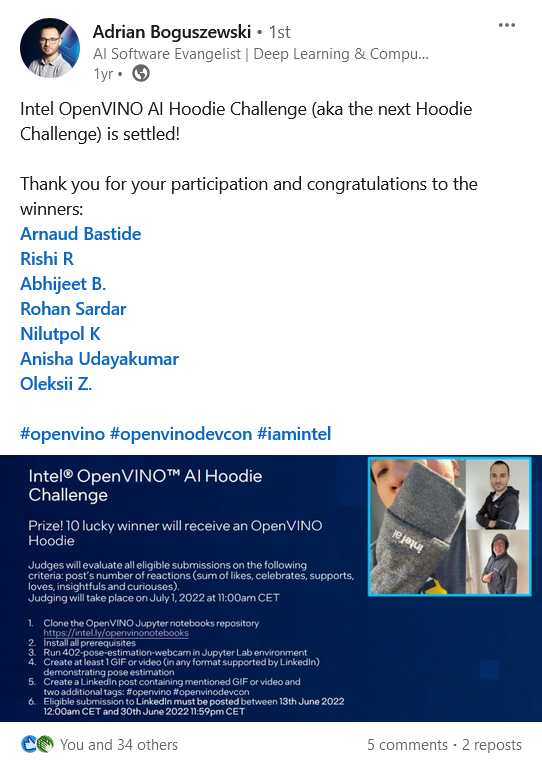 Adrian Boguszewski • 1st
AI Software Evangelist | Deep Learning & Compu...
1yr •
Intel OpenVINO AI Hoodie Challenge (aka the next Hoodie
Challenge) is settled!
Thank you for your participation and congratulations to the
winners:
Arnaud Bastide
Rishi R
Abhijeet B.
Rohan Sardar
Nilutpol K
Anisha Udayakumar
Oleksii Z.
#openvino #openvinodevcon #iamintel
Intel® OpenVINO™ AI Hoodie
Challenge
Prize! 10 lucky winner will receive an OpenVINO
Hoodie
Judges will evaluate all eligible submissions on the following
criteria: post's number of reactions (sum of likes, celebrates, supports,
loves, insightfuls and curiouses).
Judging will take place on July 1, 2022 at 11:00am CET
1. Clone the OpenVINO Jupyter notebooks repository
https://intel.ly/openvinonotebooks
2. Install all prerequisites
3. Run 402-pose-estimation-webcam in Jupyter Lab environment
4. Create at least 1 GIF or video (in any format supported by LinkedIn)
demonstrating pose estimation
5. Create a LinkedIn post containing mentioned GIF or video and
two additional tags: #openvino #openvinodevcon
6. Eligible submission to LinkedIn must be posted between 13th June 2022
12:00am CET and 30th June 2022 11:59pm CET
intel ai
You and 34 others
5 comments • 2 reposts